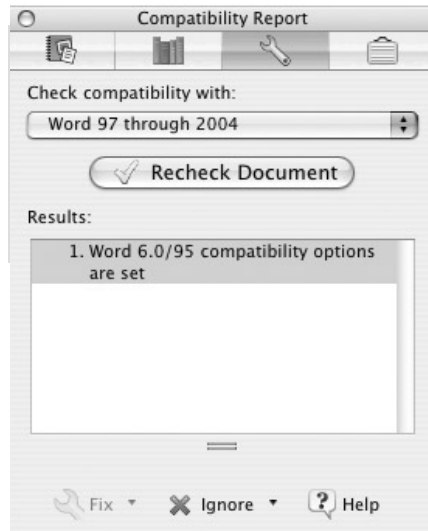 Compatibility Report
Check compatibility with:
Word 97 through 2004
Recheck Document
Results:
1. Word 6.0/95 compatibility options
are set
Fix
Ignore
? Help